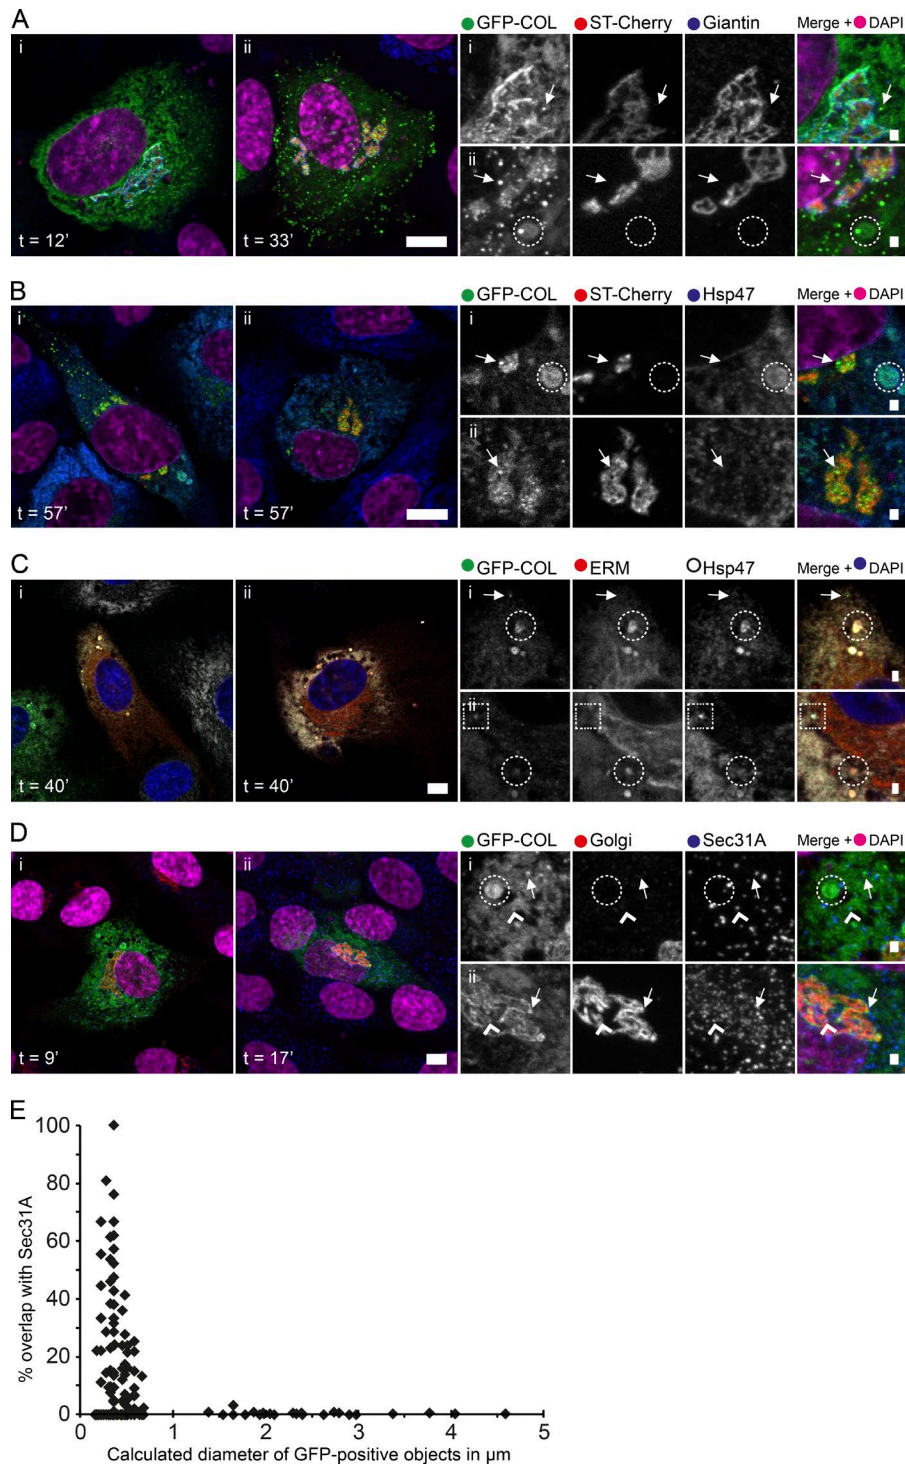 A
GFP-COL ST-Cherry Giantin Merge + DAPI
i ii i
ii
t = 12’ t = 33’
B
GFP-COL ST-Cherry Hsp47 Merge + DAPI
i ii i
ii
t = 57’ t = 57’
C
GFP-COL ERM Hsp47 Merge + DAPI
i ii i
ii
t = 40’ t = 40’
D
GFP-COL Golgi Sec31A Merge + DAPI
i ii i
ii
t = 9’ t = 17’
E
% overlap with Sec31A
100
80
60
40
20
0
0 1 2 3 4 5
Calculated diameter of GFP-positive objects in µm